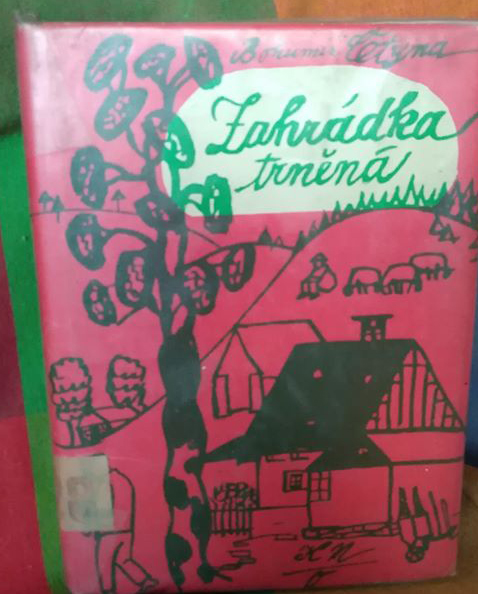 Bohumír Četyna
Zahrádka
trněná